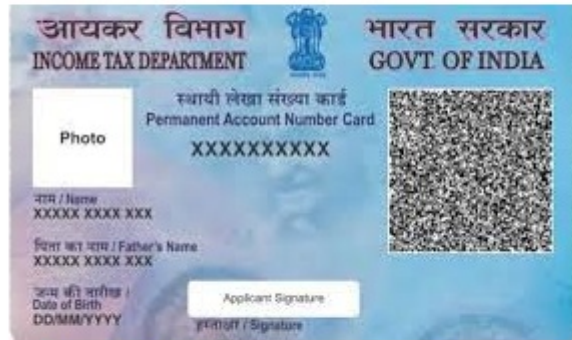 आयकर विभाग
INCOME TAX DEPARTMENT
भारत सरकार
GOVT. OF INDIA
स्थायी लेखा संख्या कार्ड
Permanent Account Number Card
XXXXXXXXXX
Photo
नाम / Name
XXXXX XXXX XXX
पिता का नाम / Father's Name
XXXXX XXXX XXX
जन्म की तारीख /
Date of Birth
DD/MM/YYYY
Applicant Signature
हस्ताक्षर / Signature